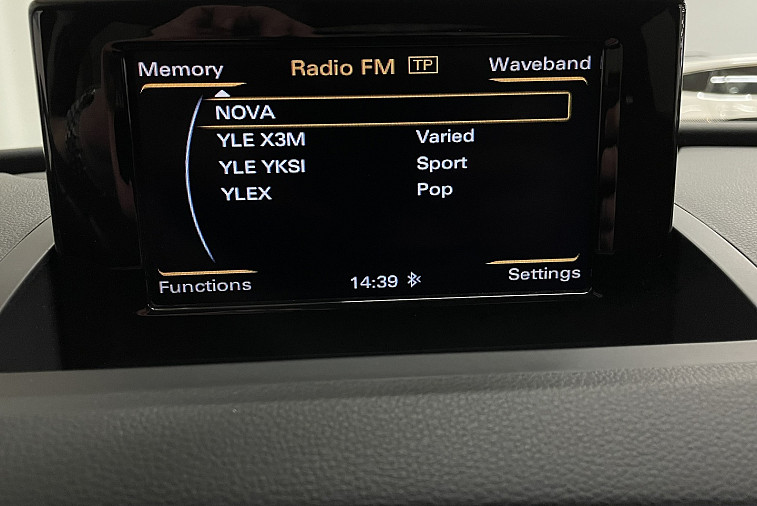 Memory Radio FM TP Waveband
NOVA
YLE X3M Varied
YLE YKSI Sport
YLEX Pop
Functions 14:39 Settings